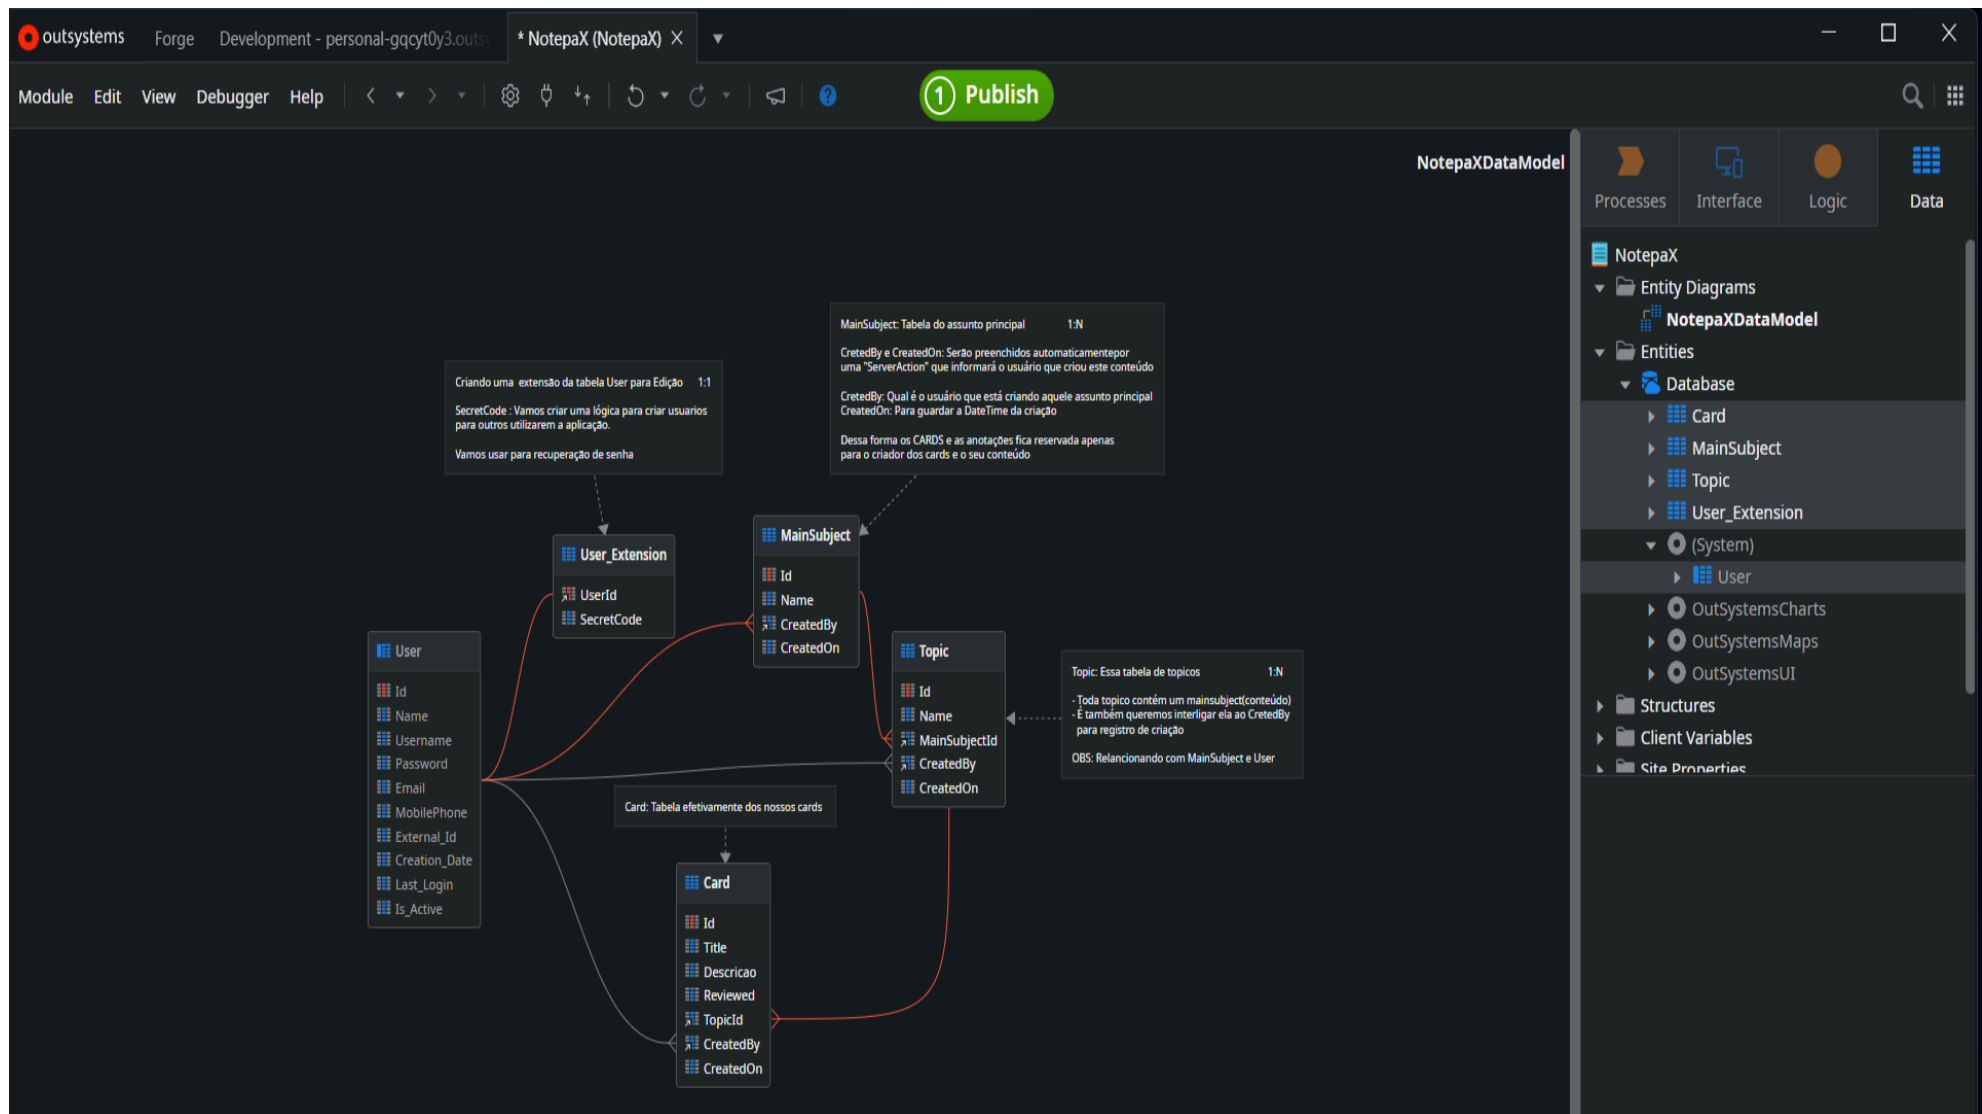 outsystems
Forge
Development - personal-gqcyt0y3.outs
* NotepaX (NotepaX)
Module
Edit
View
Debugger
Help
1 Publish
NotepaXDataModel
Processes
Interface
Logic
Data
NotepaX
Entity Diagrams
NotepaXDataModel
Entities
Database
Card
MainSubject
Topic
User_Extension
(System)
User
OutSystemsCharts
OutSystemsMaps
OutSystemsUI
Structures
Client Variables
Site Properties
MainSubject: Tabela do assunto principal 1:N
CretedBy e CreatedOn: Serão preenchidos automaticamentepor
uma "ServerAction" que informará o usuário que criou este conteúdo
CretedBy: Qual é o usuário que está criando aquele assunto principal
CreatedOn: Para guardar a DateTime da criação
Dessa forma os CARDS e as anotações fica reservada apenas
para o criador dos cards e o seu conteúdo
Criando uma extensão da tabela User para Edição 1:1
SecretCode : Vamos criar uma lógica para criar usuarios
para outros utilizarem a aplicação.
Vamos usar para recuperação de senha
User_Extension
UserId
SecretCode
MainSubject
Id
Name
CreatedBy
CreatedOn
User
Id
Name
Username
Password
Email
MobilePhone
External_Id
Creation_Date
Last_Login
Is_Active
Topic
Id
Name
MainSubjectId
CreatedBy
CreatedOn
Topic: Essa tabela de topicos 1:N
- Toda topico contém um mainsubject(conteúdo)
- É também queremos interligar ela ao CretedBy
para registro de criação
OBS: Relancionando com MainSubject e User
Card: Tabela efetivamente dos nossos cards
Card
Id
Title
Descricao
Reviewed
TopicId
CreatedBy
CreatedOn